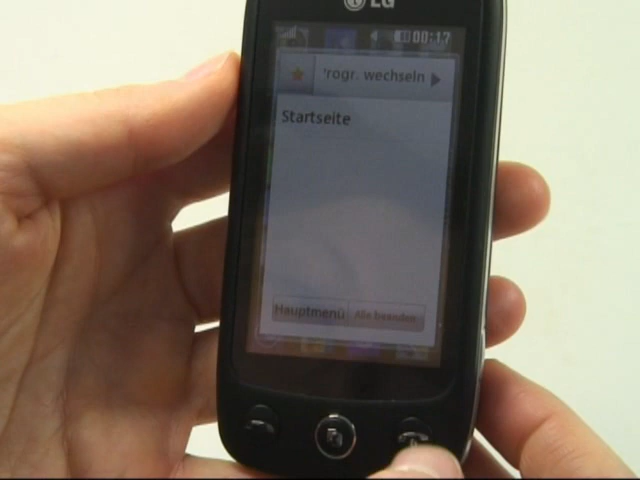 LG
00:17
'rogr. wechseln
Startseite
Hauptmenü
Alle beenden